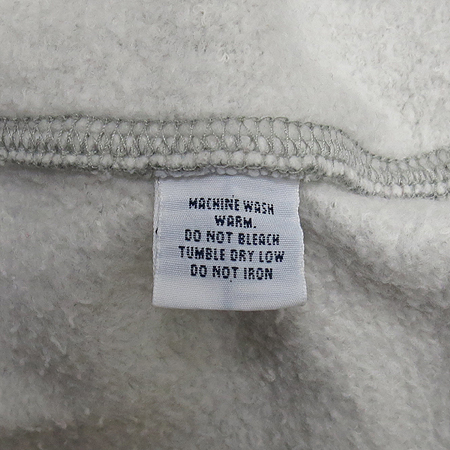 MACHINE WASH
WARM.
DO NOT BLEACH
TUMBLE DRY LOW
DO NOT IRON